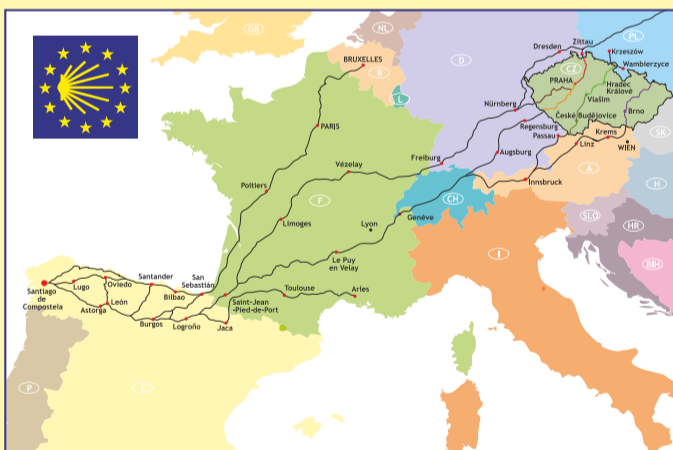 GB
NL
PL
D
Dresden
Zittau
Krzeszów
Wambierzyce
BRUXELLES
B
L
CZ
PRAHA
Hradec
Králové
Vlašim
Nürnberg
České Budějovice
Brno
PARIS
Regensburg
Passau
Krems
SK
Linz
WIEN
Augsburg
Freiburg
Vézelay
A
Innsbruck
H
Poitiers
F
CH
Genéve
Limoges
Lyon
SLO
HR
BIH
I
Le Puy
en Velay
Santiago
de
Compostela
Lugo
Oviedo
Santander
San
Sebastián
Bilbao
León
Astorga
Burgos
Logroño
Jaca
Saint-Jean
-Pied-de-Port
Toulouse
Arles
P
E